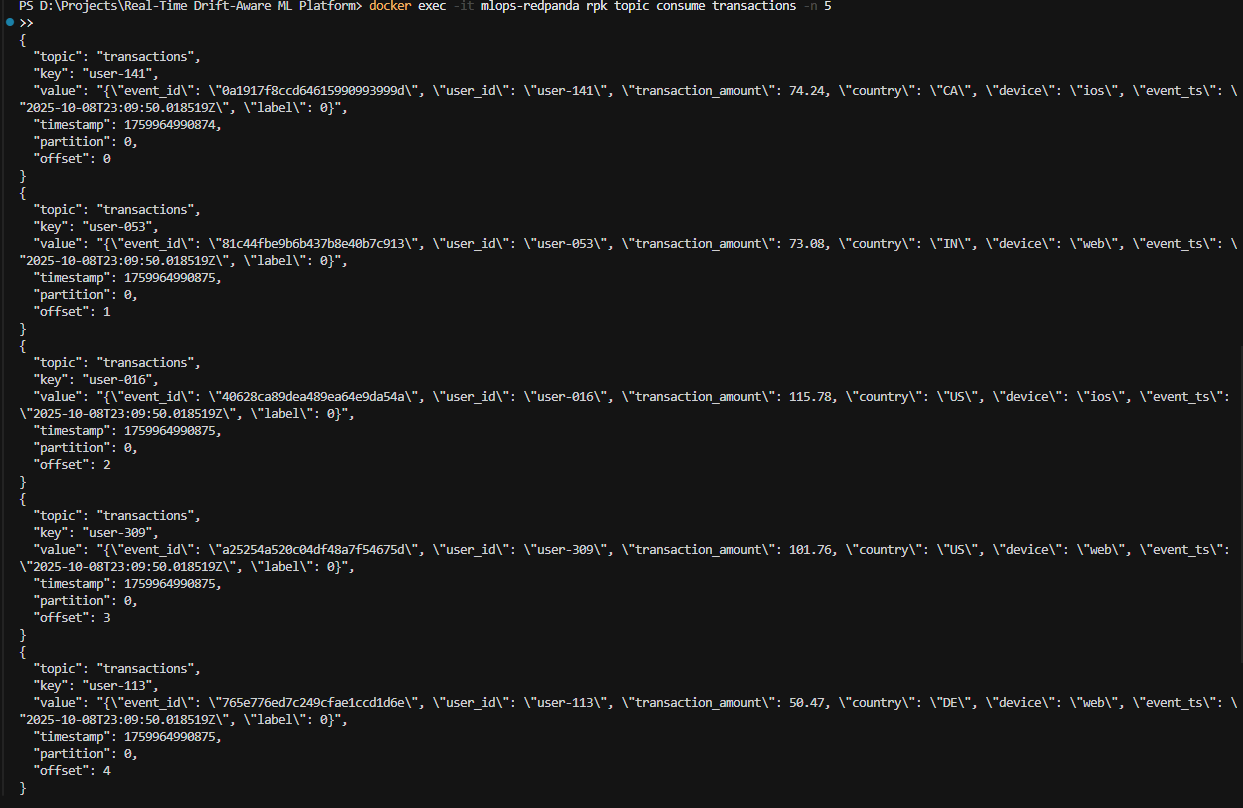 PS D:\Projects\Real-Time Drift-Aware ML Platform> docker exec -it mlops-redpanda rpk topic consume transactions -n 5
>>
{
  "topic": "transactions",
  "key": "user-141",
  "value": "{\"event_id\": \"0a1917f8ccd64615990993999d\", \"user_id\": \"user-141\", \"transaction_amount\": 74.24, \"country\": \"CA\", \"device\": \"ios\", \"event_ts\": \
"2025-10-08T23:09:50.018519Z\", \"label\": 0}",
  "timestamp": 1759964990874,
  "partition": 0,
  "offset": 0
}
{
  "topic": "transactions",
  "key": "user-053",
  "value": "{\"event_id\": \"81c44fbe9b6b437b8e40b7c913\", \"user_id\": \"user-053\", \"transaction_amount\": 73.08, \"country\": \"IN\", \"device\": \"web\", \"event_ts\": \
"2025-10-08T23:09:50.018519Z\", \"label\": 0}",
  "timestamp": 1759964990875,
  "partition": 0,
  "offset": 1
}
{
  "topic": "transactions",
  "key": "user-016",
  "value": "{\"event_id\": \"40628ca89dea489ea64e9da54a\", \"user_id\": \"user-016\", \"transaction_amount\": 115.78, \"country\": \"US\", \"device\": \"ios\", \"event_ts\":
\"2025-10-08T23:09:50.018519Z\", \"label\": 0}",
  "timestamp": 1759964990875,
  "partition": 0,
  "offset": 2
}
{
  "topic": "transactions",
  "key": "user-309",
  "value": "{\"event_id\": \"a25254a520c04df48a7f54675d\", \"user_id\": \"user-309\", \"transaction_amount\": 101.76, \"country\": \"US\", \"device\": \"web\", \"event_ts\":
\"2025-10-08T23:09:50.018519Z\", \"label\": 0}",
  "timestamp": 1759964990875,
  "partition": 0,
  "offset": 3
}
{
  "topic": "transactions",
  "key": "user-113",
  "value": "{\"event_id\": \"765e776ed7c249cfae1ccd1d6e\", \"user_id\": \"user-113\", \"transaction_amount\": 50.47, \"country\": \"DE\", \"device\": \"web\", \"event_ts\": \
"2025-10-08T23:09:50.018519Z\", \"label\": 0}",
  "timestamp": 1759964990875,
  "partition": 0,
  "offset": 4
}